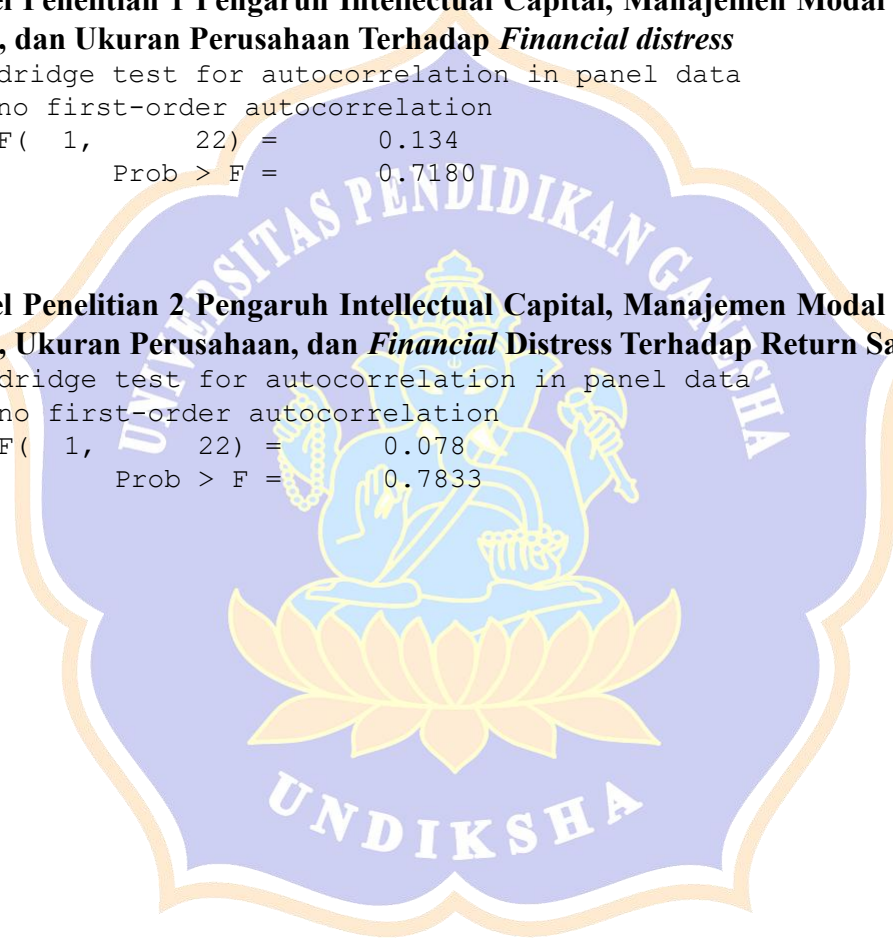 el Penelitian 1 Pengaruh Intellectual Capital, Manajemen Modal
, dan Ukuran Perusahaan Terhadap Financial distress
dridge test for autocorrelation in panel data
no first-order autocorrelation
F( 1, 22) = 0.134
Prob > F = 0.7180
el Penelitian 2 Pengaruh Intellectual Capital, Manajemen Modal
, Ukuran Perusahaan, dan Financial Distress Terhadap Return Sa
dridge test for autocorrelation in panel data
no first-order autocorrelation
F( 1, 22) = 0.078
Prob > F = 0.7833
UNIVERSITAS PENDIDIKAN GANESHA
UNDIKSHA